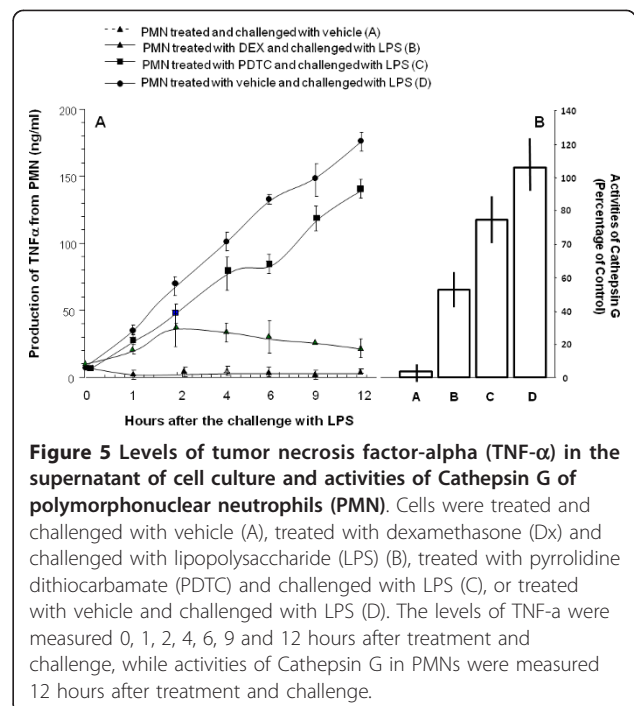 PMN treated and challenged with vehicle (A)
PMN treated with DEX and challenged with LPS (B)
PMN treated with PDTC and challenged with LPS (C)
PMN treated with vehicle and challenged with LPS (D)
A
B
Production of TNFα from PMN (ng/ml)
200
150
100
50
0
0 1 2 4 6 9 12
Hours after the challenge with LPS
140
120
100
80
60
40
20
0
A B C D
Activities of Cathepsin G
(Percentage of Control)
Figure 5 Levels of tumor necrosis factor-alpha (TNF-α) in the
supernatant of cell culture and activities of Cathepsin G of
polymorphonuclear neutrophils (PMN). Cells were treated and
challenged with vehicle (A), treated with dexamethasone (Dx) and
challenged with lipopolysaccharide (LPS) (B), treated with pyrrolidine
dithiocarbamate (PDTC) and challenged with LPS (C), or treated
with vehicle and challenged with LPS (D). The levels of TNF-a were
measured 0, 1, 2, 4, 6, 9 and 12 hours after treatment and
challenge, while activities of Cathepsin G in PMNs were measured
12 hours after treatment and challenge.